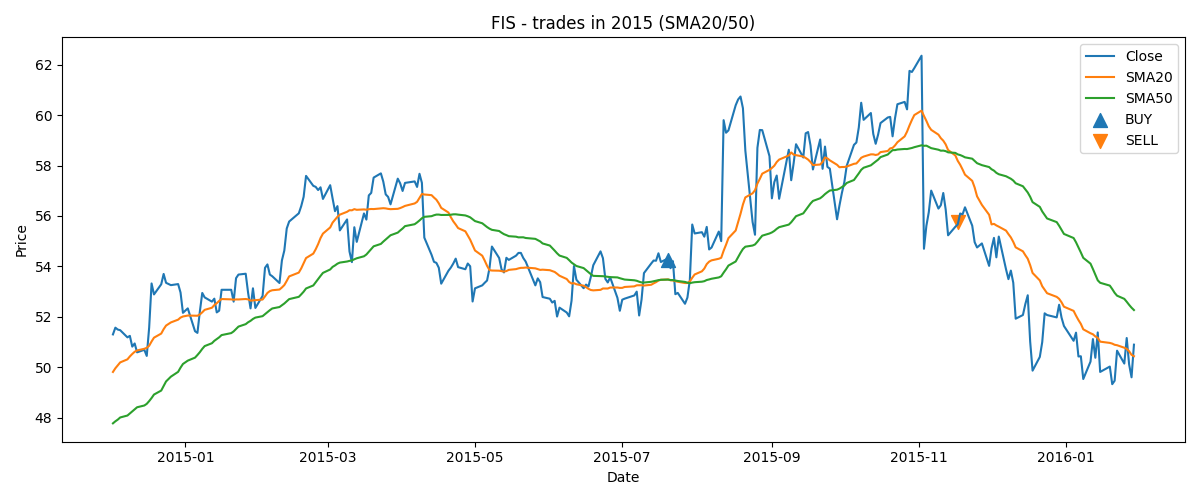 FIS - trades in 2015 (SMA20/50)
Close
SMA20
SMA50
BUY
SELL
Price
62
60
58
56
54
52
50
48
2015-01
2015-03
2015-05
2015-07
2015-09
2015-11
2016-01
Date